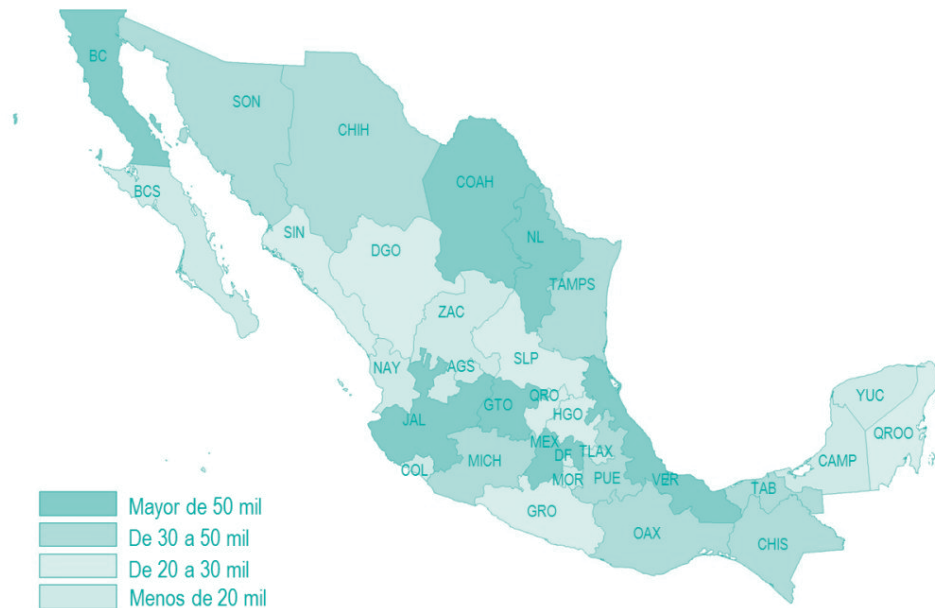 BC
SON
CHIH
COAH
BCS
SIN
DGO
NL
TAMPS
ZAC
NAY
AGS
SLP
JAL
GTO
QRO
HGO
COL
MICH
MEX
DF
TLAX
MOR
PUE
VER
GRO
OAX
TAB
CHIS
CAMP
YUC
QROO
Mayor de 50 mil
De 30 a 50 mil
De 20 a 30 mil
Menos de 20 mil